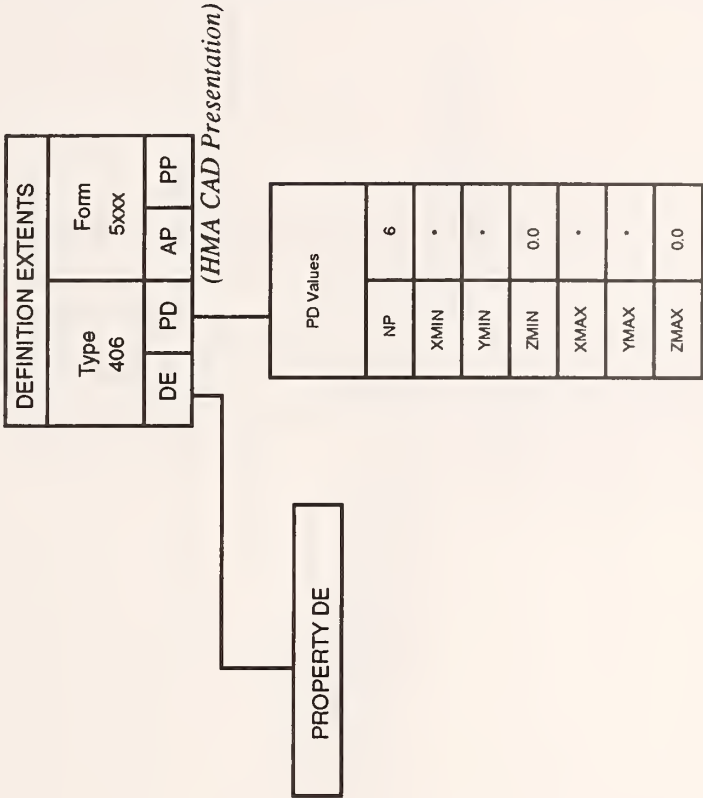 DEFINITION EXTENTS
Type Form
406 5xxx
DE PD AP PP
(HMA CAD Presentation)
PROPERTY DE
PD Values
NP 6
XMIN *
YMIN *
ZMIN 0.0
XMAX *
YMAX *
ZMAX 0.0